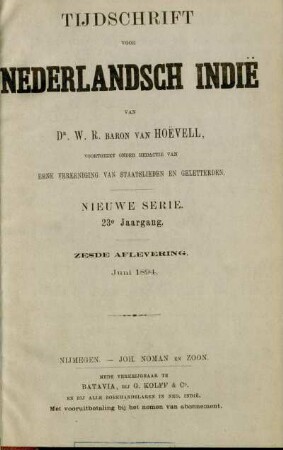 TIJDSCHRIFT
VOOR
NEDERLANDSCH INDIË
VAN
Dr. W. R. BARON VAN HOËVELL,
VOORTGEZET ONDER REDACTIE VAN
EENE VEREENIGING VAN STAATSLIEDEN EN GELETTERDEN.
NIEUWE SERIE.
23e Jaargang.
ZESDE AFLEVERING.
Juni 1894.
NIJMEGEN. — JOH. NOMAN EN ZOON.
MEDE VERKRIJGBAAR TE
BATAVIA, BIJ G. KOLFF & Co.
EN BIJ ALLE BOEKHANDELAREN IN NED. INDIË.
Met vooruitbetaling bij het nemen van abonnement.